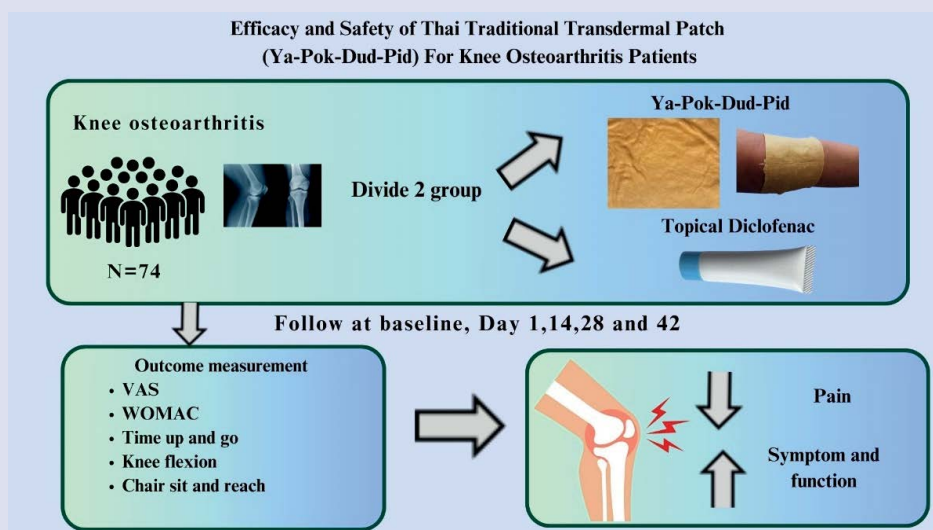 Efficacy and Safety of Thai Traditional Transdermal Patch
(Ya-Pok-Dud-Pid) For Knee Osteoarthritis Patients
Knee osteoarthritis
N=74
Divide 2 group
Ya-Pok-Dud-Pid
Topical Diclofenac
Follow at baseline, Day 1,14,28 and 42
Outcome measurement
• VAS
• WOMAC
• Time up and go
• Knee flexion
• Chair sit and reach
Pain
Symptom and
function